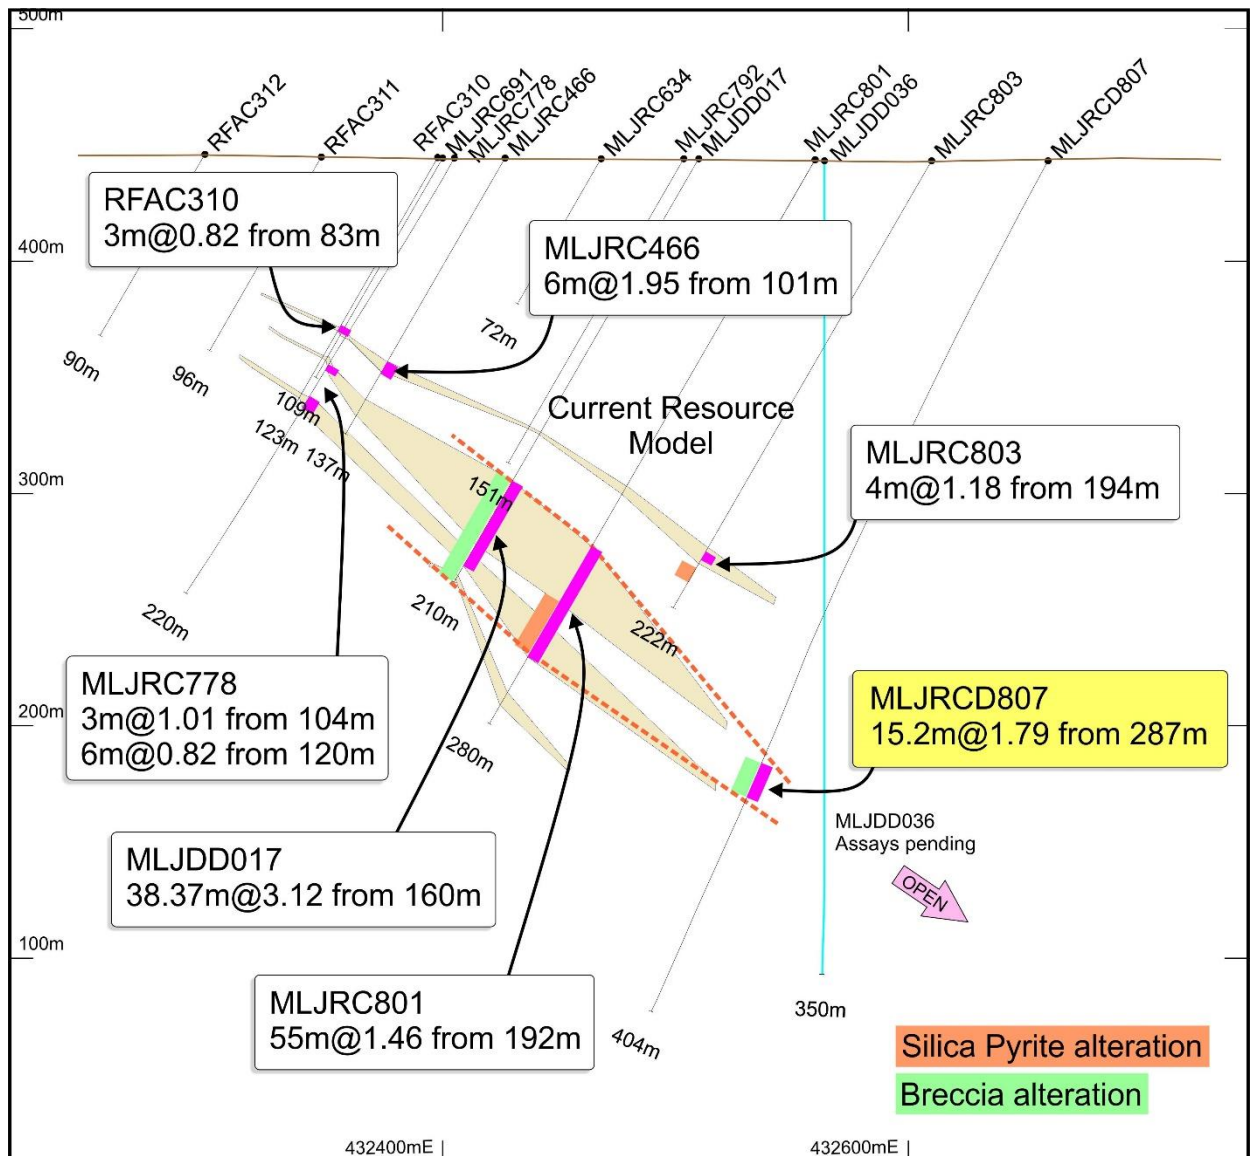 500m
RFAC312
RFAC311
RFAC310
MLJRC691
MLJRC778
MLJRC466
MLJRC634
MLJRC792
MLJDD017
MLJRC801
MLJDD036
MLJRC803
MLJRCD807
RFAC310
3m@0.82 from 83m
400m
MLJRC466
6m@1.95 from 101m
72m
90m
96m
109m
123m
137m
Current Resource
Model
MLJRC803
4m@1.18 from 194m
300m
151m
220m
210m
222m
MLJRC778
3m@1.01 from 104m
6m@0.82 from 120m
200m
280m
MLJRCD807
15.2m@1.79 from 287m
MLJDD036
Assays pending
OPEN
MLJDD017
38.37m@3.12 from 160m
100m
MLJRC801
55m@1.46 from 192m
350m
404m
Silica Pyrite alteration
Breccia alteration
432400mE
432600mE